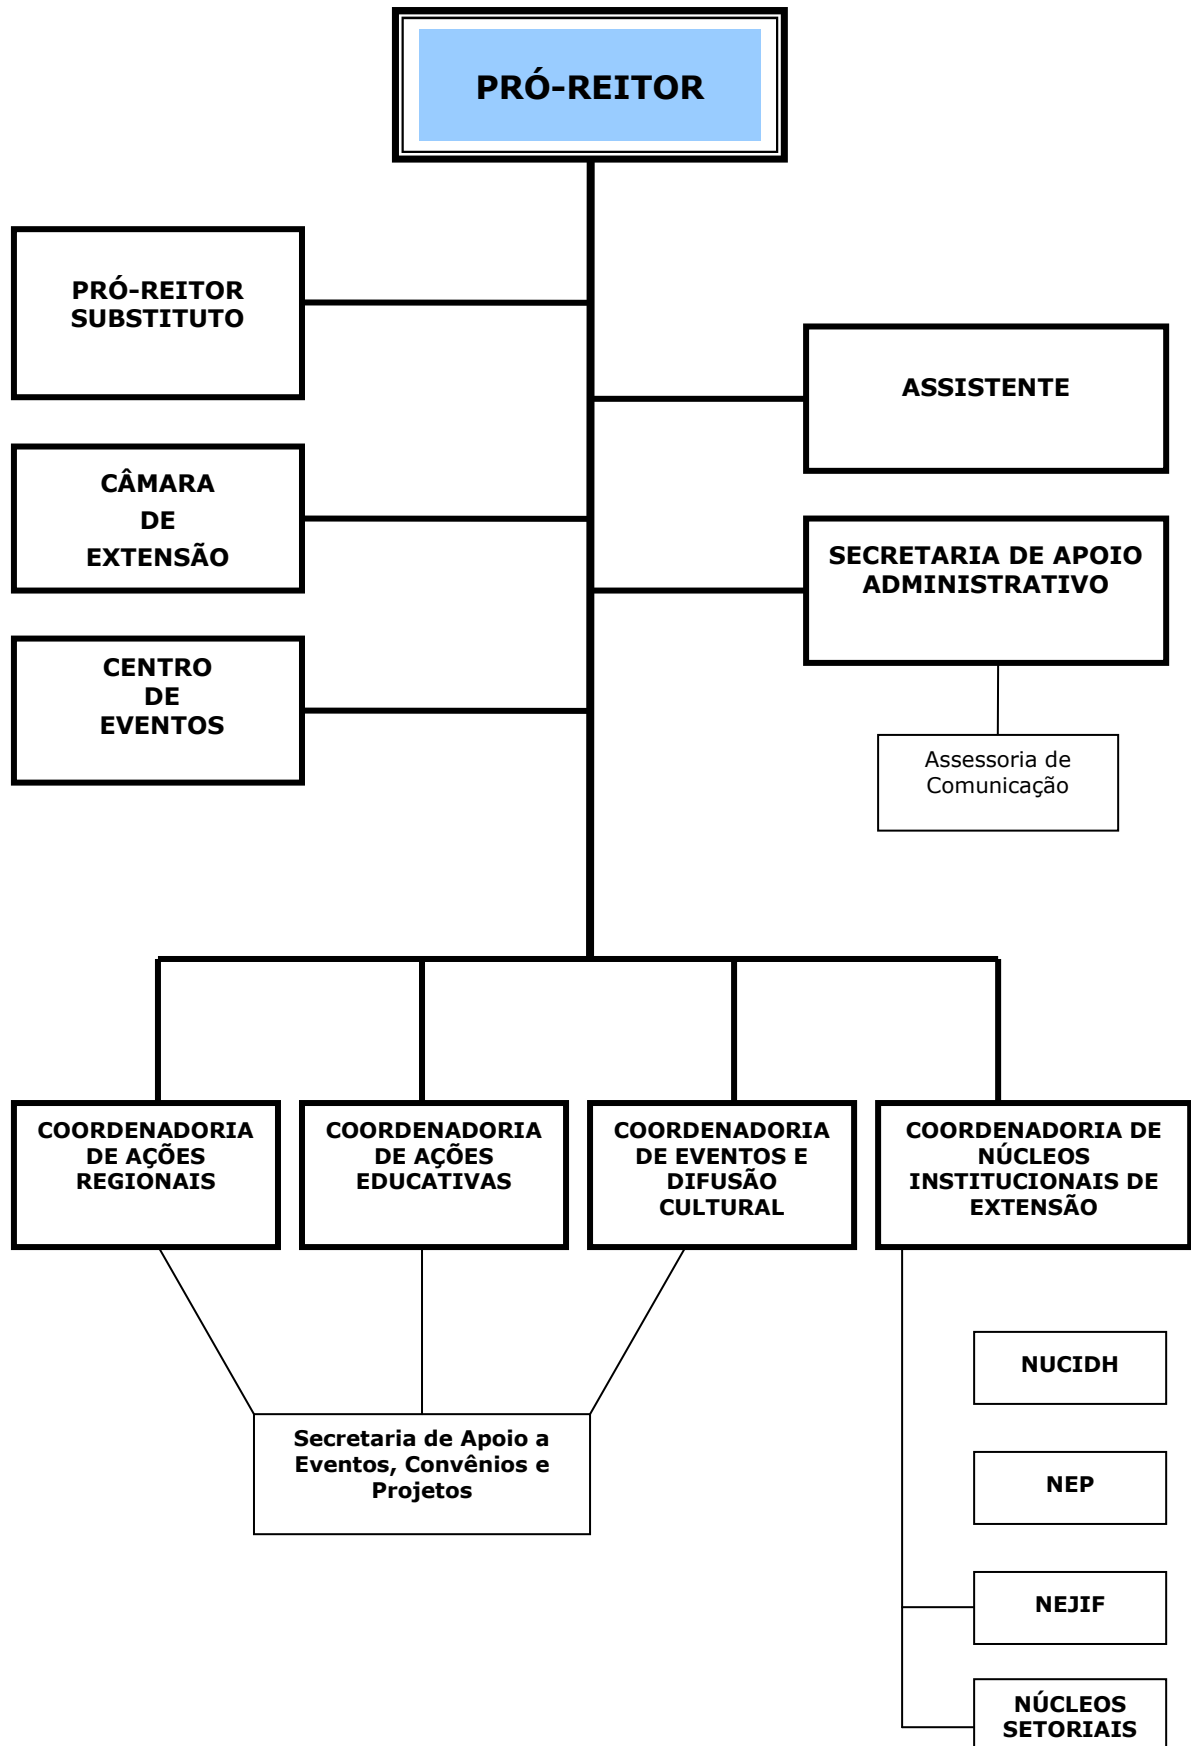 PRÓ-REITOR
PRÓ-REITOR
SUBSTITUTO
ASSISTENTE
CÂMARA
DE
EXTENSÃO
SECRETARIA DE APOIO
ADMINISTRATIVO
CENTRO
DE
EVENTOS
Assessoria de
Comunicação
COORDENADORIA
DE AÇÕES
REGIONAIS
COORDENADORIA
DE AÇÕES
EDUCATIVAS
COORDENADORIA
DE EVENTOS E
DIFUSÃO
CULTURAL
COORDENADORIA DE
NÚCLEOS
INSTITUCIONAIS DE
EXTENSÃO
Secretaria de Apoio a
Eventos, Convênios e
Projetos
NUCIDH
NEP
NEJIF
NÚCLEOS
SETORIAIS